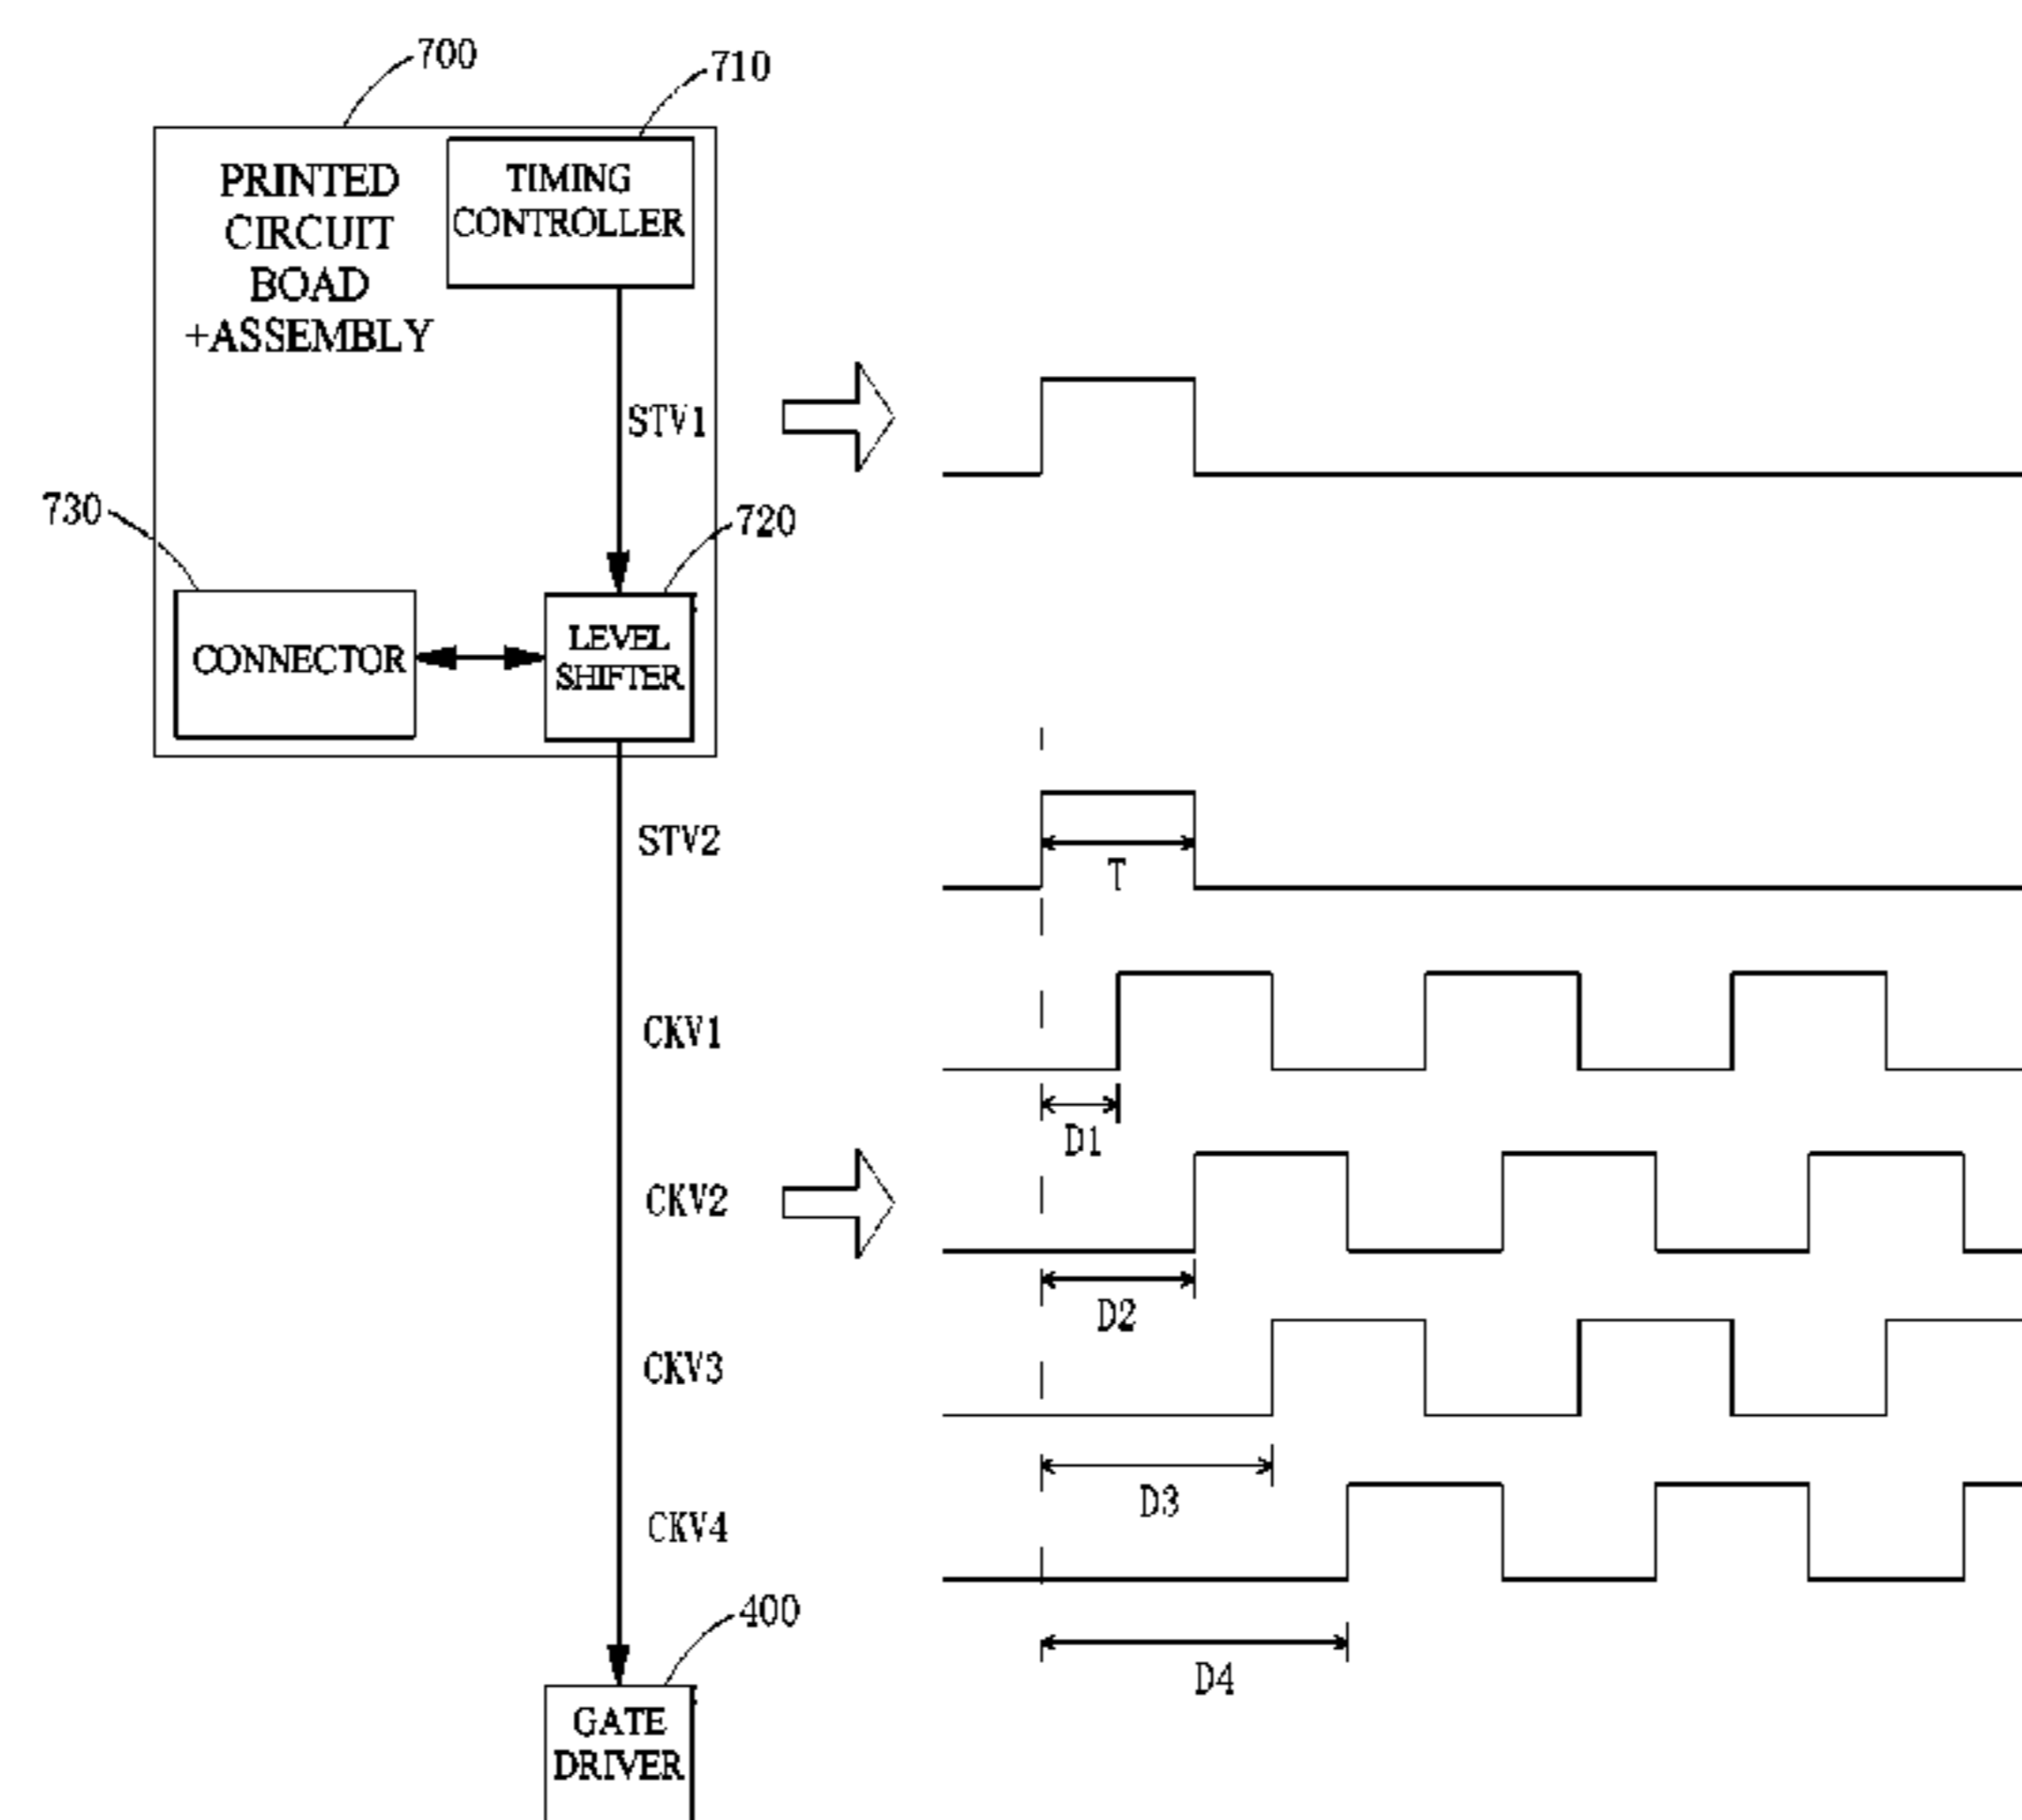 700
710
PRINTED
CIRCUIT
BOAD
+ASSEMBLY
TIMING
CONTROLLER
STV1
730
720
CONNECTOR
LEVEL
SHIFTER
STV2
T
CKV1
D1
CKV2
D2
CKV3
D3
CKV4
400
D4
GATE
DRIVER